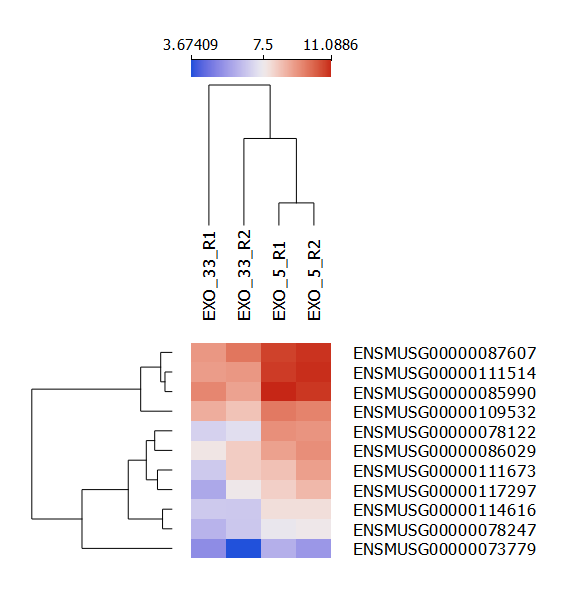 3.67409 7.5 11.0886
EXO_33_R1
EXO_33_R2
EXO_5_R1
EXO_5_R2
ENSMUSG00000087607
ENSMUSG00000111514
ENSMUSG00000085990
ENSMUSG00000109532
ENSMUSG00000078122
ENSMUSG00000086029
ENSMUSG00000111673
ENSMUSG00000117297
ENSMUSG00000114616
ENSMUSG00000078247
ENSMUSG00000073779